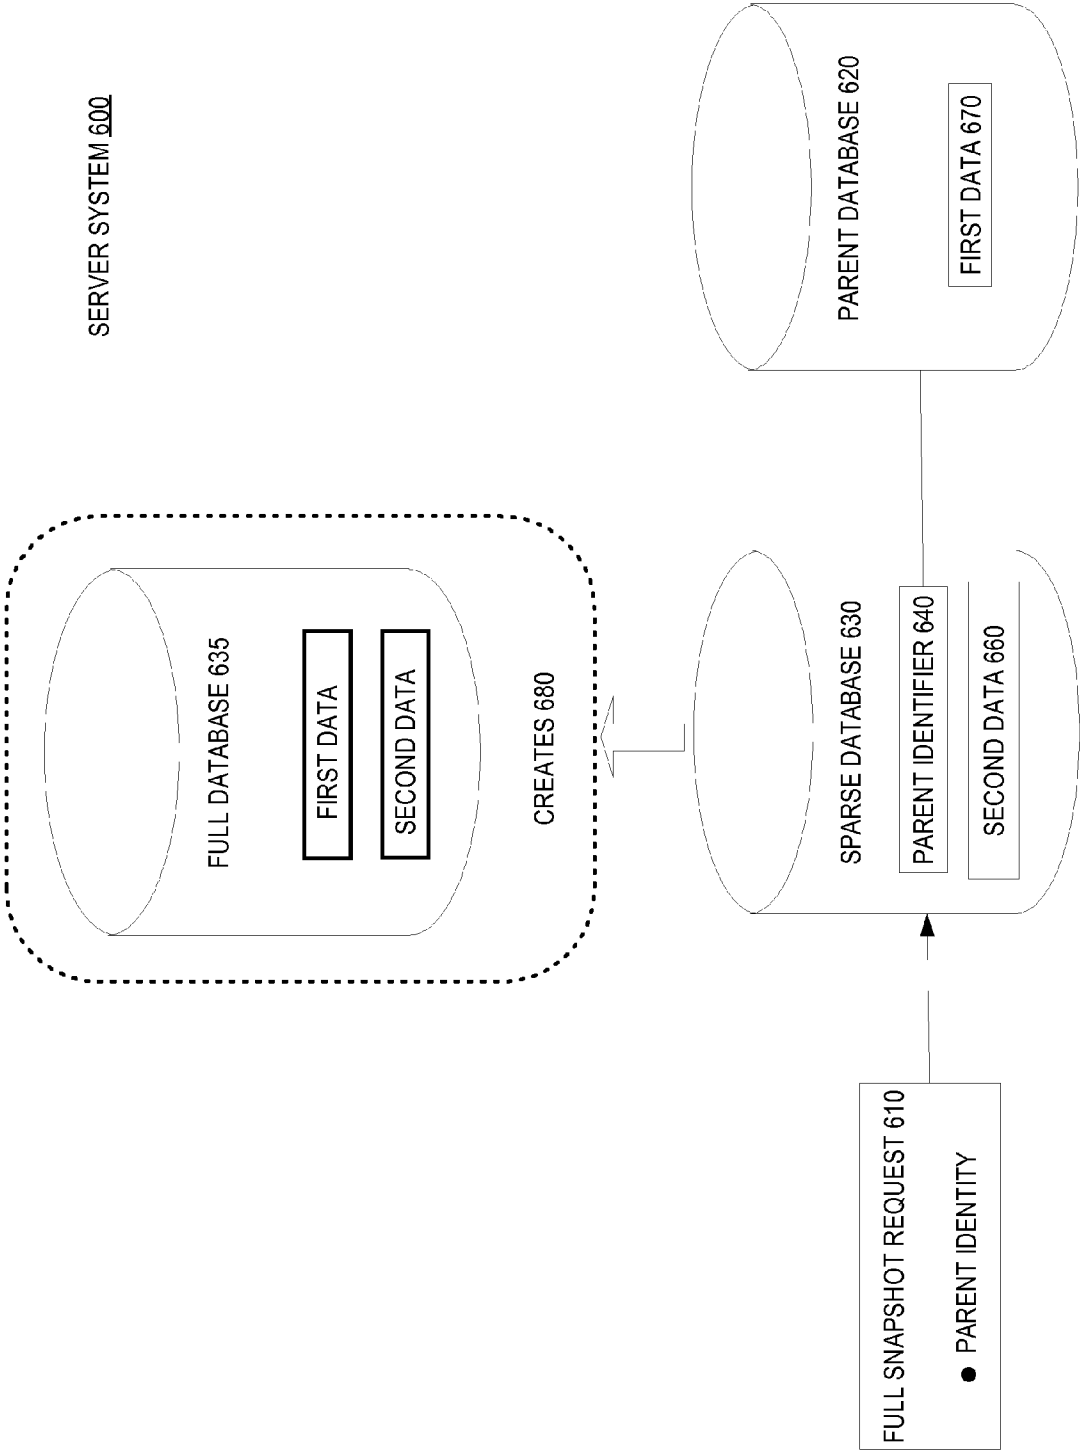 SERVER SYSTEM 600
FULL DATABASE 635
FIRST DATA
SECOND DATA
CREATES 680
FULL SNAPSHOT REQUEST 610
● PARENT IDENTITY
SPARSE DATABASE 630
PARENT IDENTIFIER 640
SECOND DATA 660
PARENT DATABASE 620
FIRST DATA 670